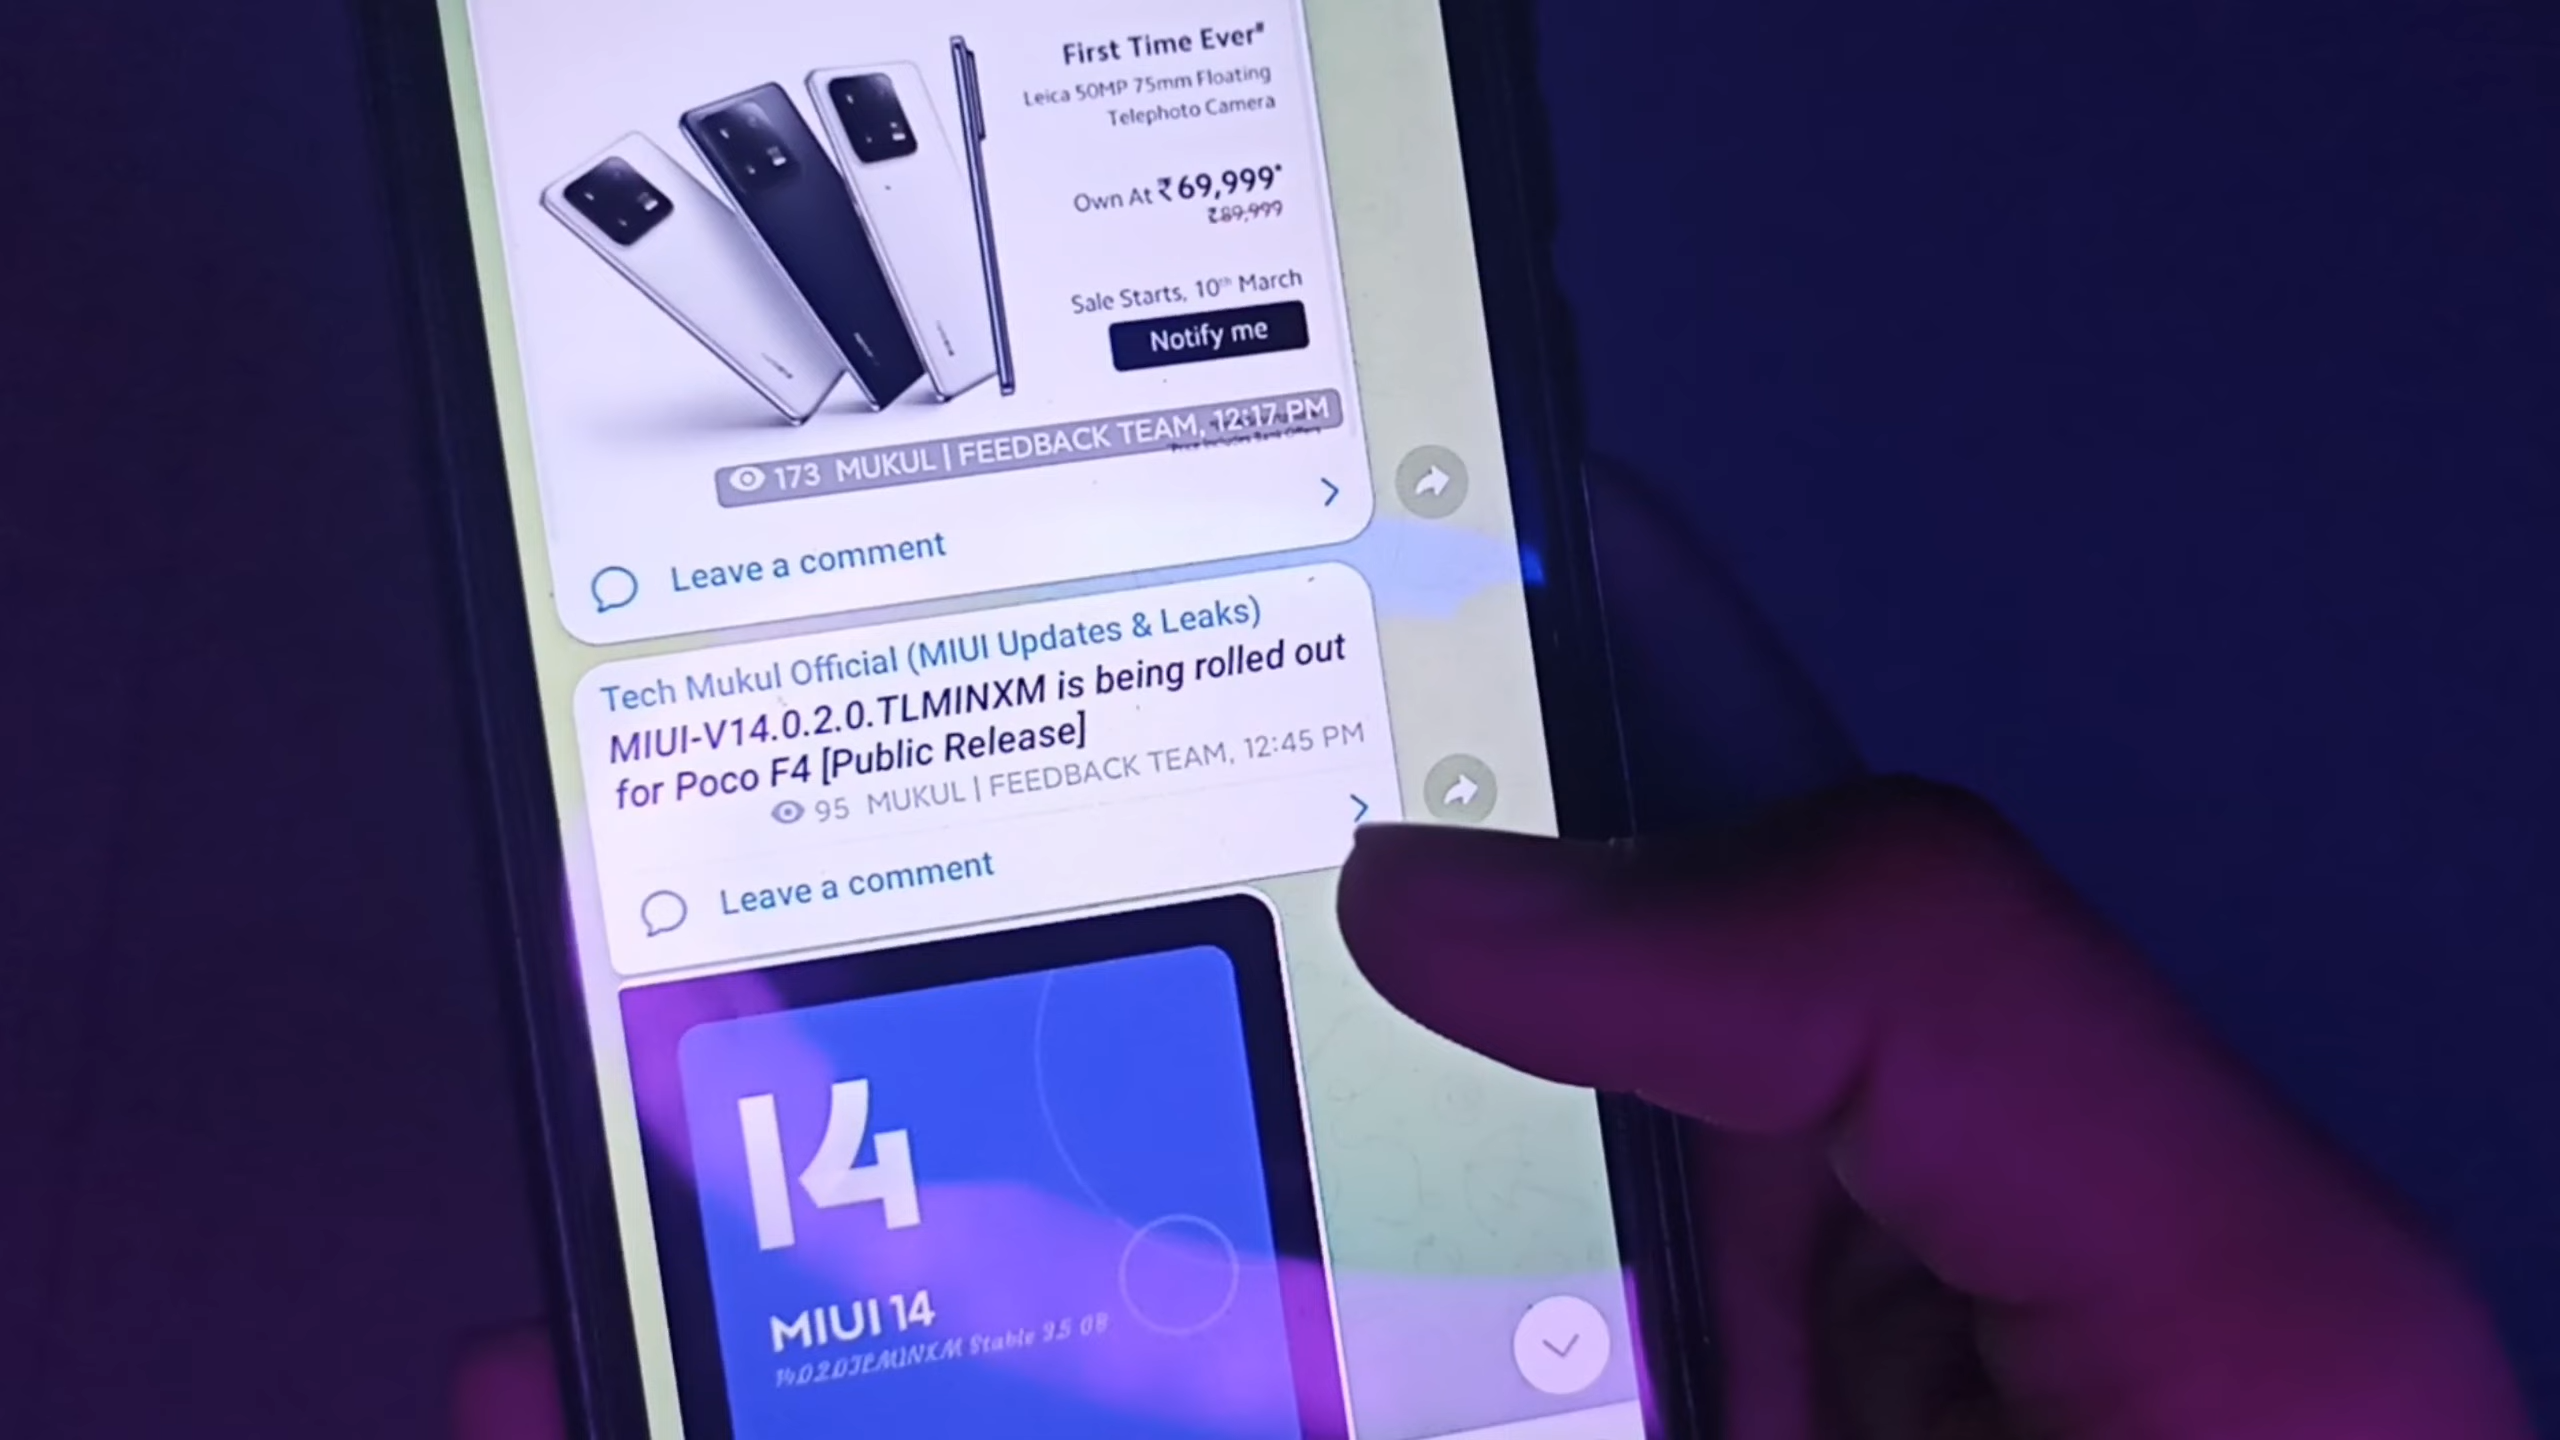 First Time Ever#
Leica 50MP 75mm Floating
Telephoto Camera
Own At ₹69,999*
₹89,999
Sale Starts, 10th March
Notify me
173 MUKUL | FEEDBACK TEAM, 12:17 PM
Leave a comment
Tech Mukul Official (MIUI Updates & Leaks)
MIUI-V14.0.2.0.TLMINXM is being rolled out
for Poco F4 [Public Release]
95 MUKUL | FEEDBACK TEAM, 12:45 PM
Leave a comment
14
MIUI 14